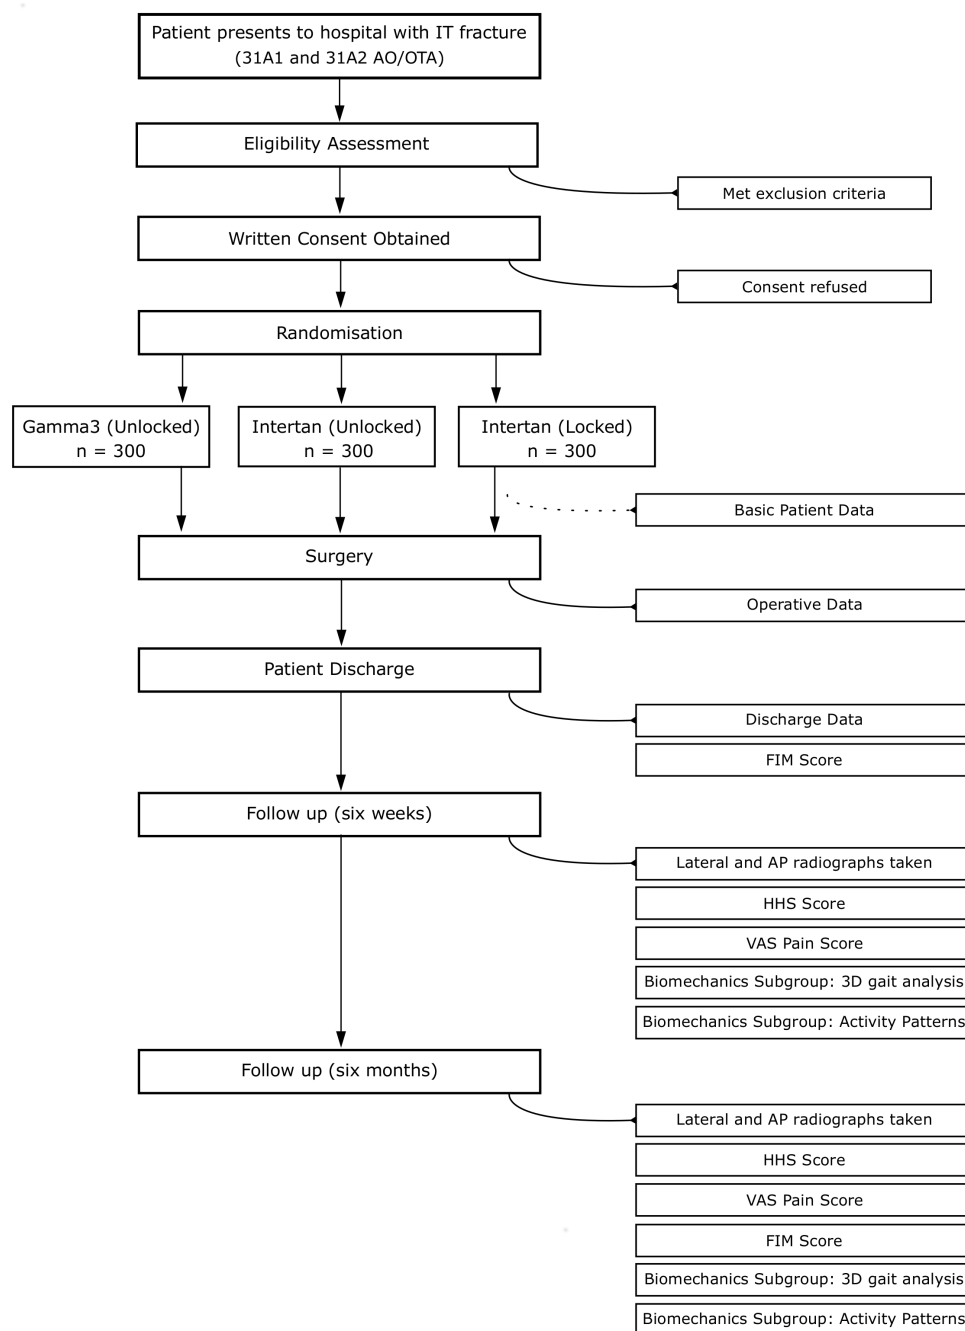 Patient presents to hospital with IT fracture
(31A1 and 31A2 AO/OTA)
Eligibility Assessment
Met exclusion criteria
Written Consent Obtained
Consent refused
Randomisation
Gamma3 (Unlocked)
n = 300
Intertan (Unlocked)
n = 300
Intertan (Locked)
n = 300
Basic Patient Data
Surgery
Operative Data
Patient Discharge
Discharge Data
FIM Score
Follow up (six weeks)
Lateral and AP radiographs taken
HHS Score
VAS Pain Score
Biomechanics Subgroup: 3D gait analysis
Biomechanics Subgroup: Activity Patterns
Follow up (six months)
Lateral and AP radiographs taken
HHS Score
VAS Pain Score
FIM Score
Biomechanics Subgroup: 3D gait analysis
Biomechanics Subgroup: Activity Patterns